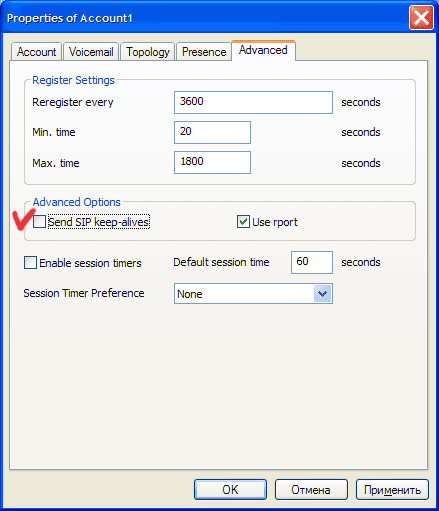 Properties of Account1
Account Voicemail Topology Presence Advanced
Register Settings
Reregister every 3600 seconds
Min. time 20
Max. time 1800 seconds
Advanced Options
Send SIP keep-alives Use rport
Enable session timers Default session time 60 seconds
Session Timer Preference None
OK Отмена Применить